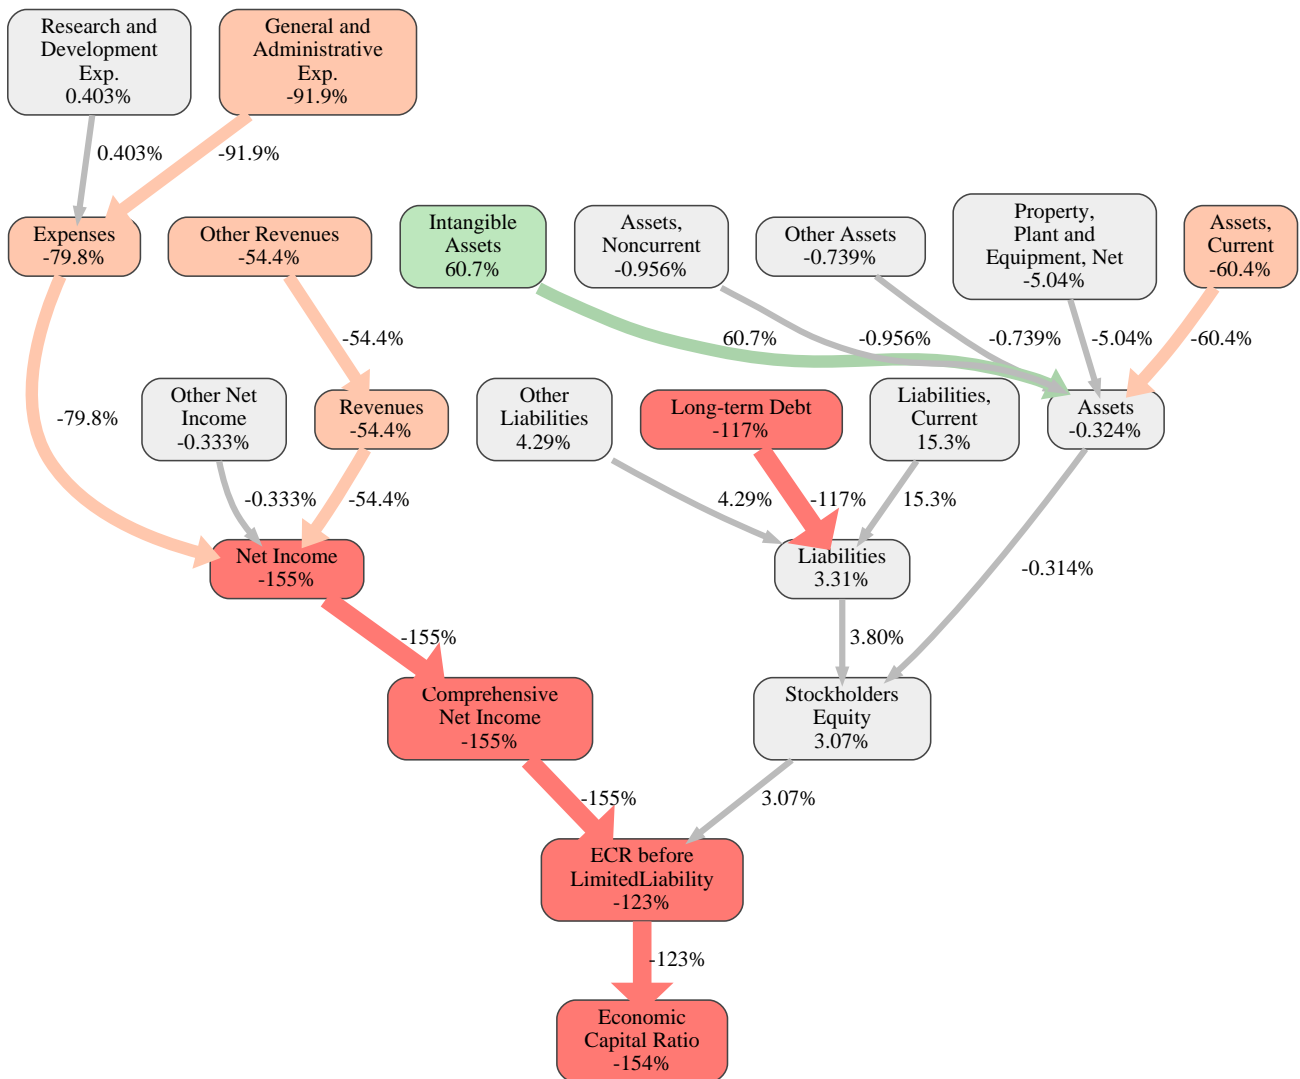 Research and
Development
Exp.
0.403%
General and
Administrative
Exp.
-91.9%
0.403%
-91.9%
Expenses
-79.8%
Other Revenues
-54.4%
Intangible
Assets
60.7%
Assets,
Noncurrent
-0.956%
Other Assets
-0.739%
Property,
Plant and
Equipment, Net
-5.04%
Assets,
Current
-60.4%
-54.4%
60.7%
-0.956%
-0.739%
-5.04%
-60.4%
-79.8%
Other Net
Income
-0.333%
Revenues
-54.4%
Other
Liabilities
4.29%
Long-term Debt
-117%
Liabilities,
Current
15.3%
Assets
-0.324%
-0.333%
-54.4%
4.29%
-117%
15.3%
-0.314%
Net Income
-155%
Liabilities
3.31%
-155%
3.80%
Comprehensive
Net Income
-155%
Stockholders
Equity
3.07%
-155%
3.07%
ECR before
LimitedLiability
-123%
-123%
Economic
Capital Ratio
-154%